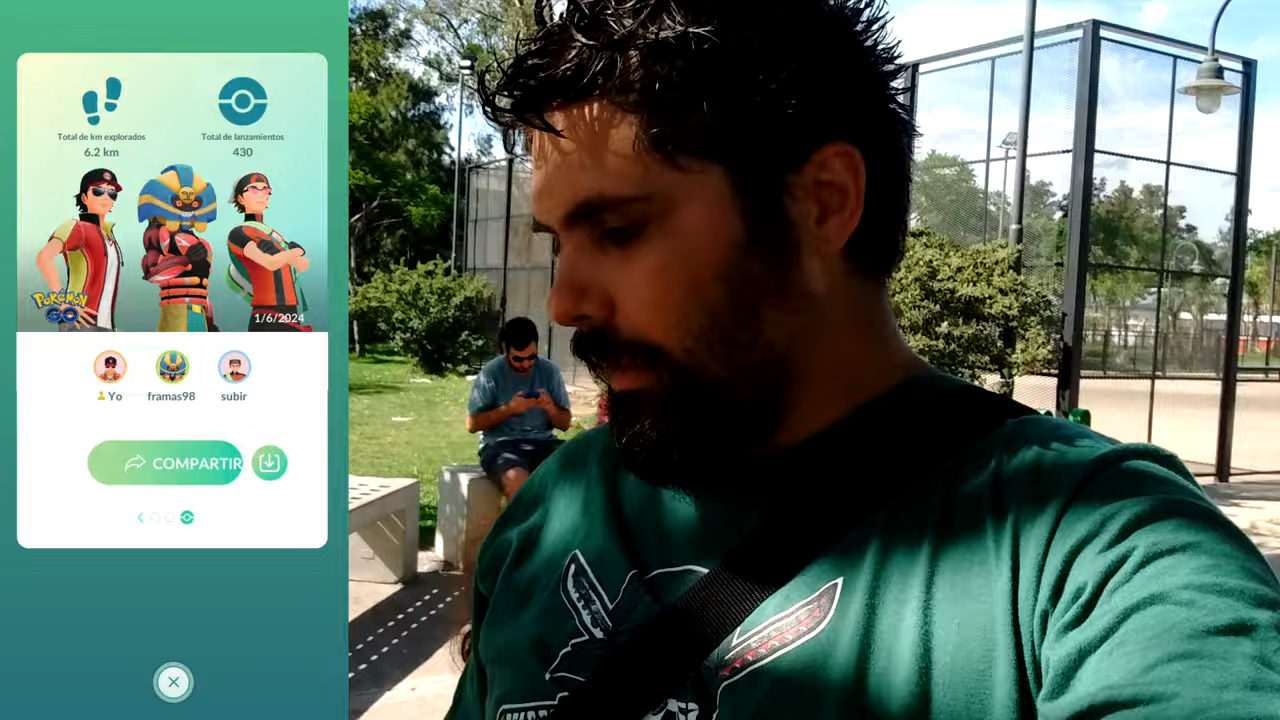 Total de km explorados
6.2 km
Total de lanzamientos
430
POKÉMON
GO
1/6/2024
Yo
framas98
subir
COMPARTIR